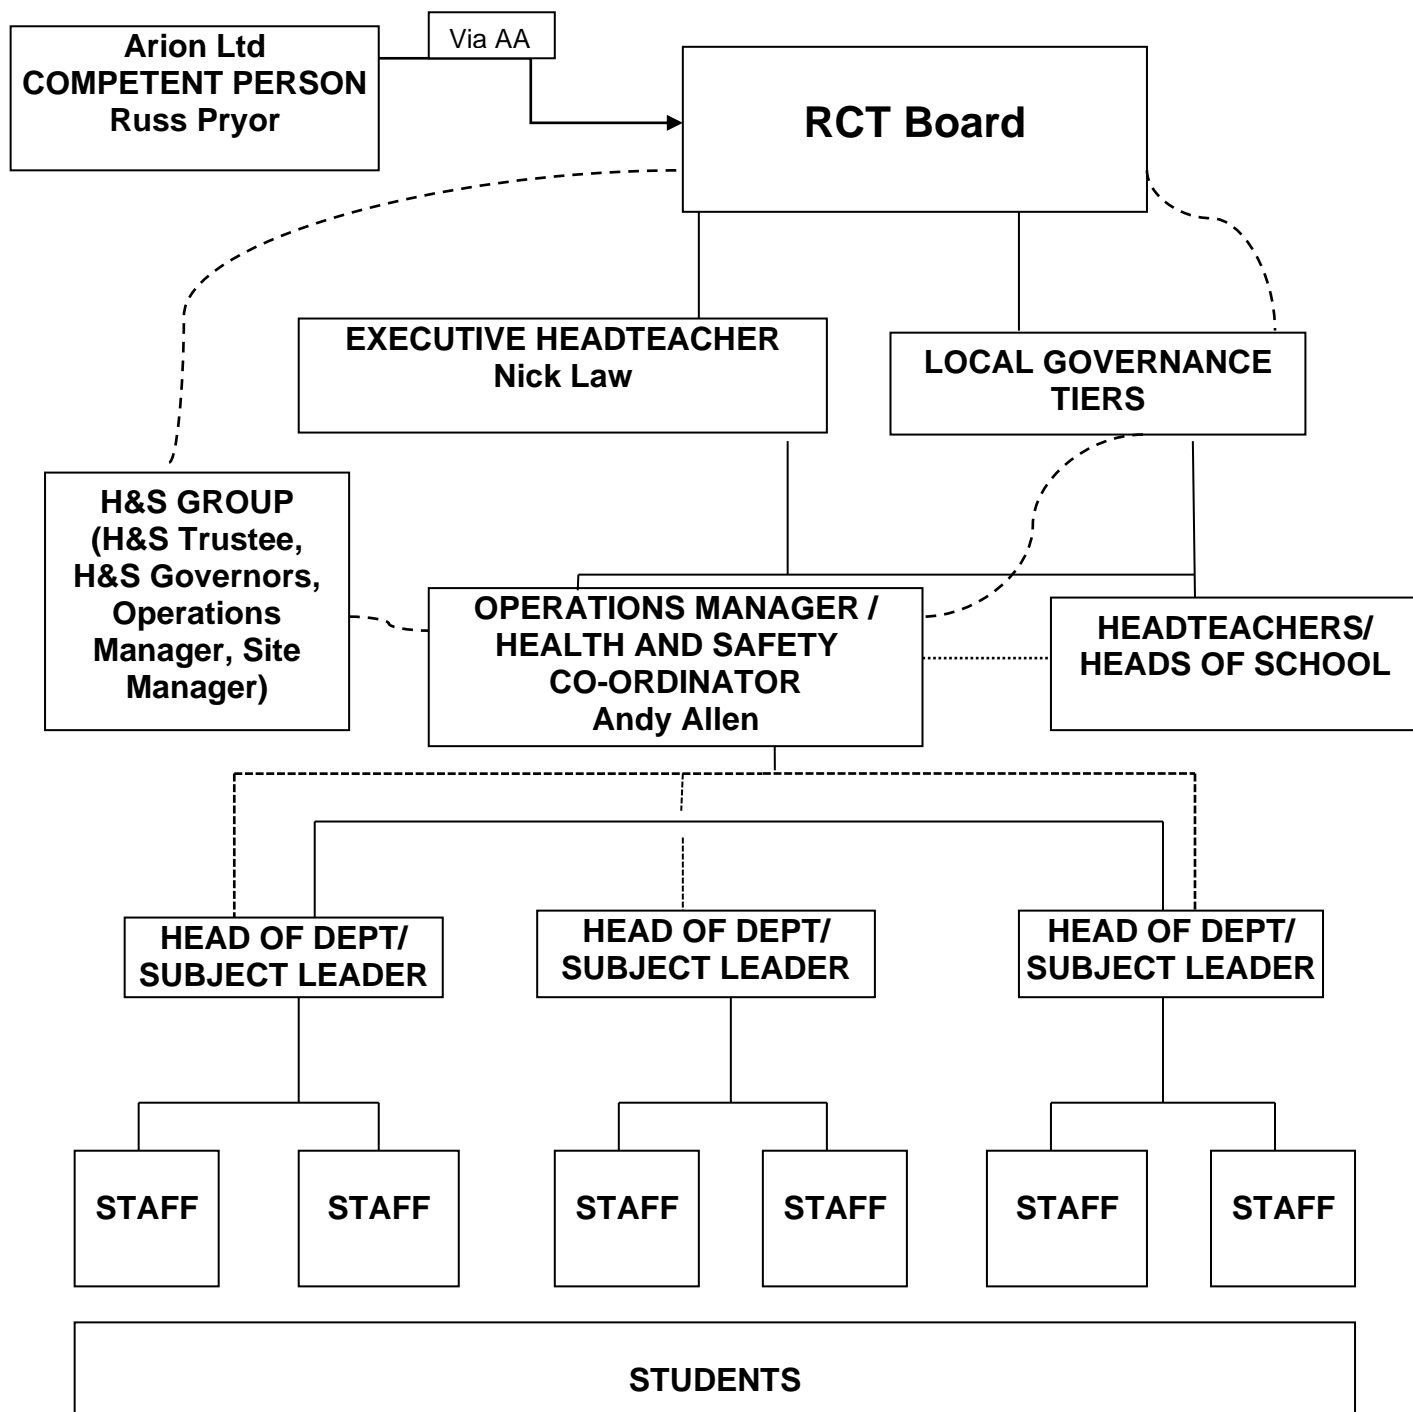 Arion Ltd
COMPETENT PERSON
Russ Pryor
Via AA
RCT Board
EXECUTIVE HEADTEACHER
Nick Law
LOCAL GOVERNANCE
TIERS
H&S GROUP
(H&S Trustee,
H&S Governors,
Operations
Manager, Site
Manager)
OPERATIONS MANAGER /
HEALTH AND SAFETY
CO-ORDINATOR
Andy Allen
HEADTEACHERS/
HEADS OF SCHOOL
HEAD OF DEPT/
SUBJECT LEADER
HEAD OF DEPT/
SUBJECT LEADER
HEAD OF DEPT/
SUBJECT LEADER
STAFF
STAFF
STAFF
STAFF
STAFF
STAFF
STUDENTS